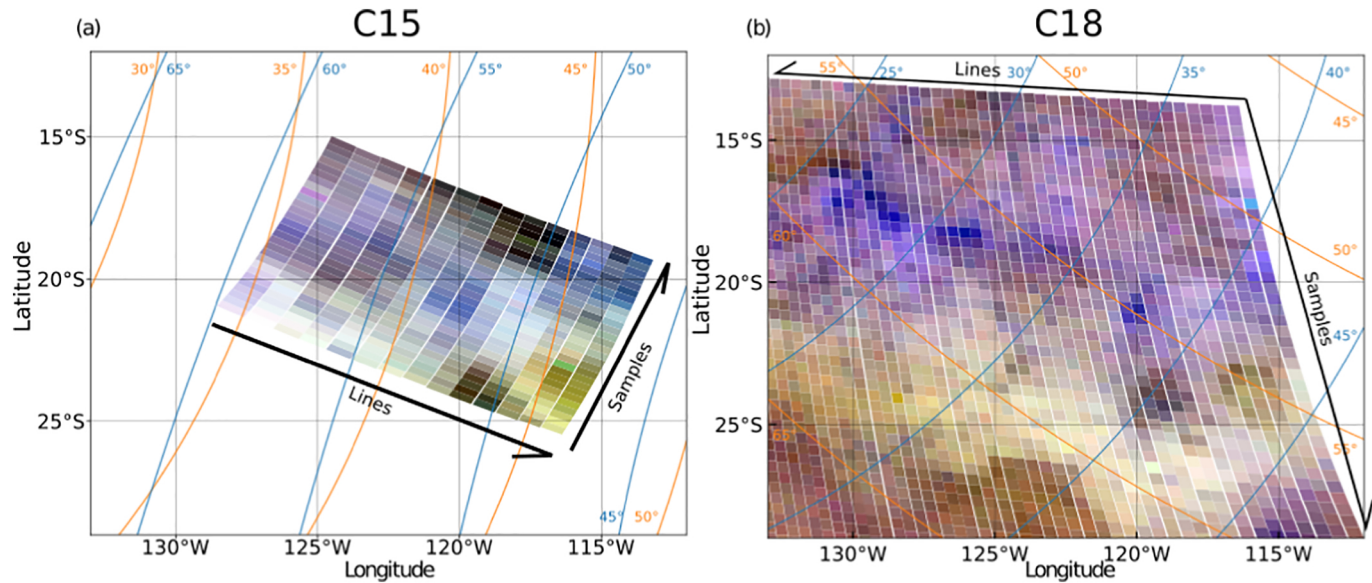 (a) C15
30° 65° 35° 60° 40° 55° 45° 50°
15°S
20°S
25°S
Latitude
Lines
Samples
45° 50°
130°W 125°W 120°W 115°W
Longitude
(b) C18
55° 25° 30° 50° 35° 40°
Lines
45°
15°S
60°
50°
20°S
Latitude
Samples
45°
25°S
65°
55°
130°W 125°W 120°W 115°W
Longitude